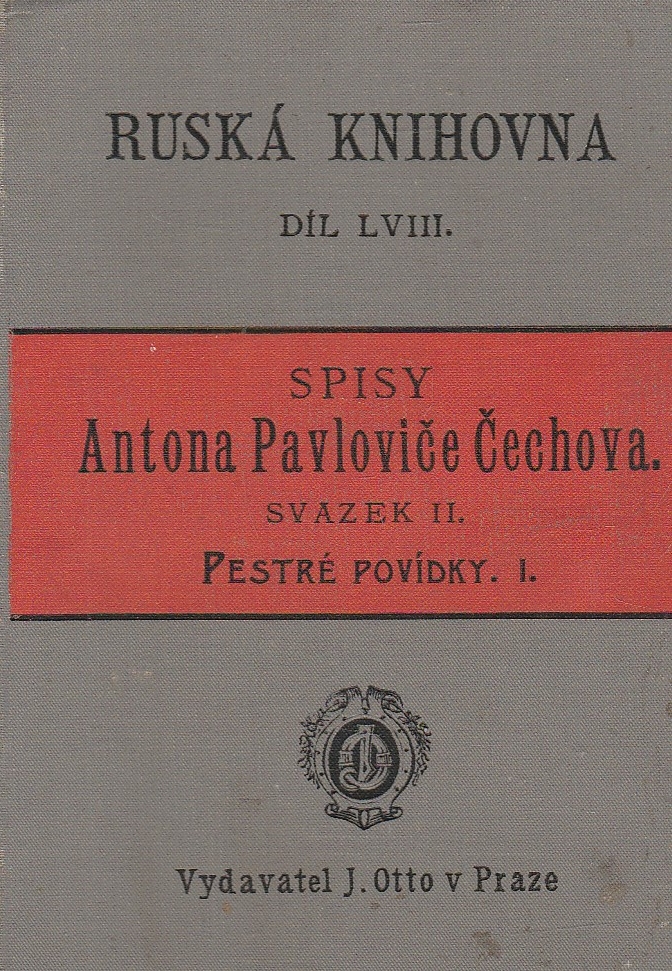 RUSKÁ KNIHOVNA
DÍL LVIII.
SPISY
Antona Pavloviče Čechova.
SVAZEK II.
PESTRÉ POVÍDKY. I.
Vydavatel J. Otto v Praze